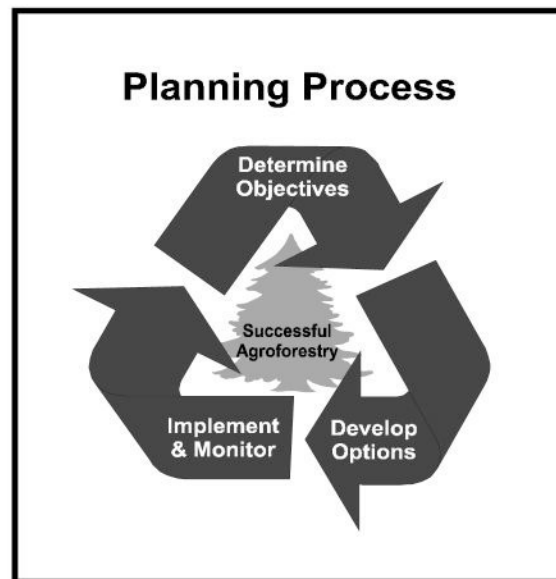 Planning Process
Determine
Objectives
Successful
Agroforestry
Implement
& Monitor
Develop
Options